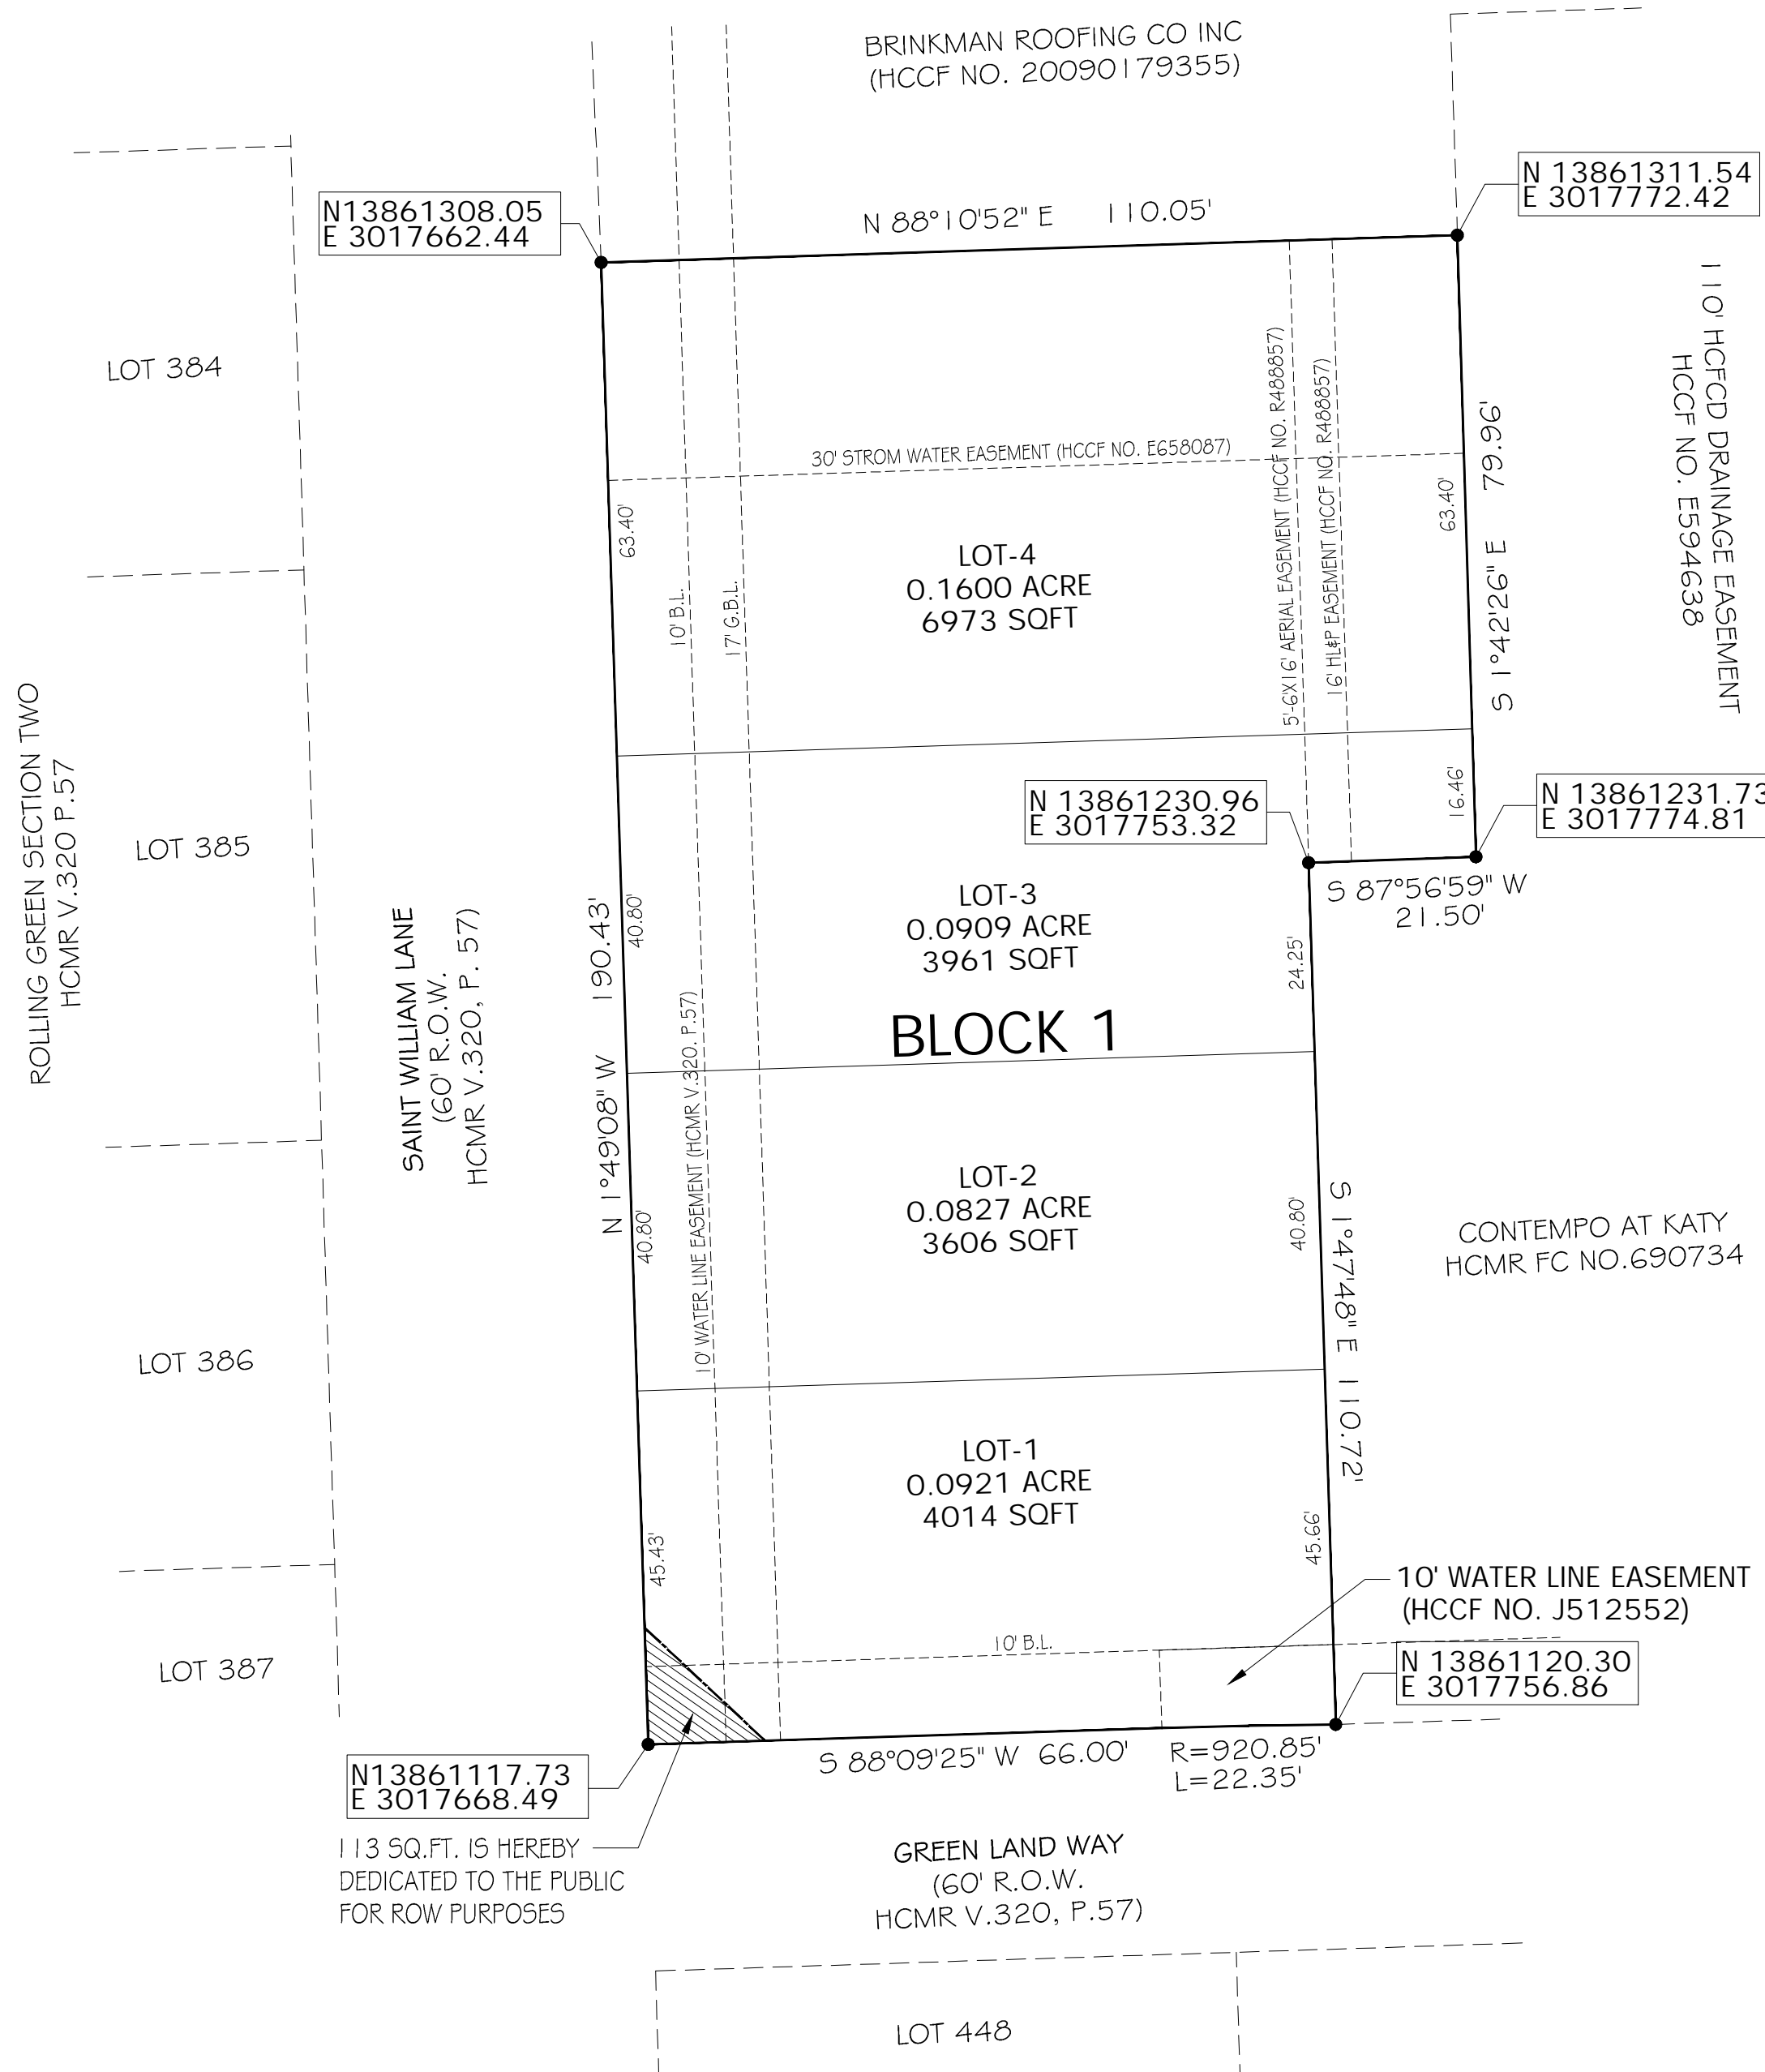 BRINKMAN ROOFING CO INC
(HCCF NO. 20090179355)
N 13861311.54
E 3017772.42
N13861308.05
E 3017662.44
N 88°10'52" E 110.05'
110' HCFCD DRAINAGE EASEMENT
HCCF NO. E594638
LOT 384
5'-6"X16' AERIAL EASEMENT (HCCF NO. R488857)
16' HL&P EASEMENT (HCCF NO. R488857)
S 1°42'26" E 79.96'
30' STROM WATER EASEMENT (HCCF NO. E658087)
63.40'
63.40'
LOT-4
0.1600 ACRE
6973 SQFT
10' B.L.
17' G.B.L.
ROLLING GREEN SECTION TWO
HCMR V.320 P.57
LOT 385
N 13861230.96
E 3017753.32
16.46'
N 13861231.73
E 3017774.81
S 87°56'59" W
21.50'
LOT-3
0.0909 ACRE
3961 SQFT
SAINT WILLIAM LANE
(60' R.O.W.
HCMR V.320, P. 57)
N 1°49'08" W 190.43'
40.80'
24.25'
BLOCK 1
10' WATER LINE EASEMENT (HCMR V.320. P.57)
LOT-2
0.0827 ACRE
3606 SQFT
40.80'
40.80'
S 1°47'48" E 110.72'
CONTEMPO AT KATY
HCMR FC NO.690734
LOT 386
LOT-1
0.0921 ACRE
4014 SQFT
45.43'
45.66'
10' WATER LINE EASEMENT
(HCCF NO. J512552)
10' B.L.
LOT 387
N 13861120.30
E 3017756.86
S 88°09'25" W 66.00'
R=920.85'
L=22.35'
N13861117.73
E 3017668.49
113 SQ.FT. IS HEREBY
DEDICATED TO THE PUBLIC
FOR ROW PURPOSES
GREEN LAND WAY
(60' R.O.W.
HCMR V.320, P.57)
LOT 448